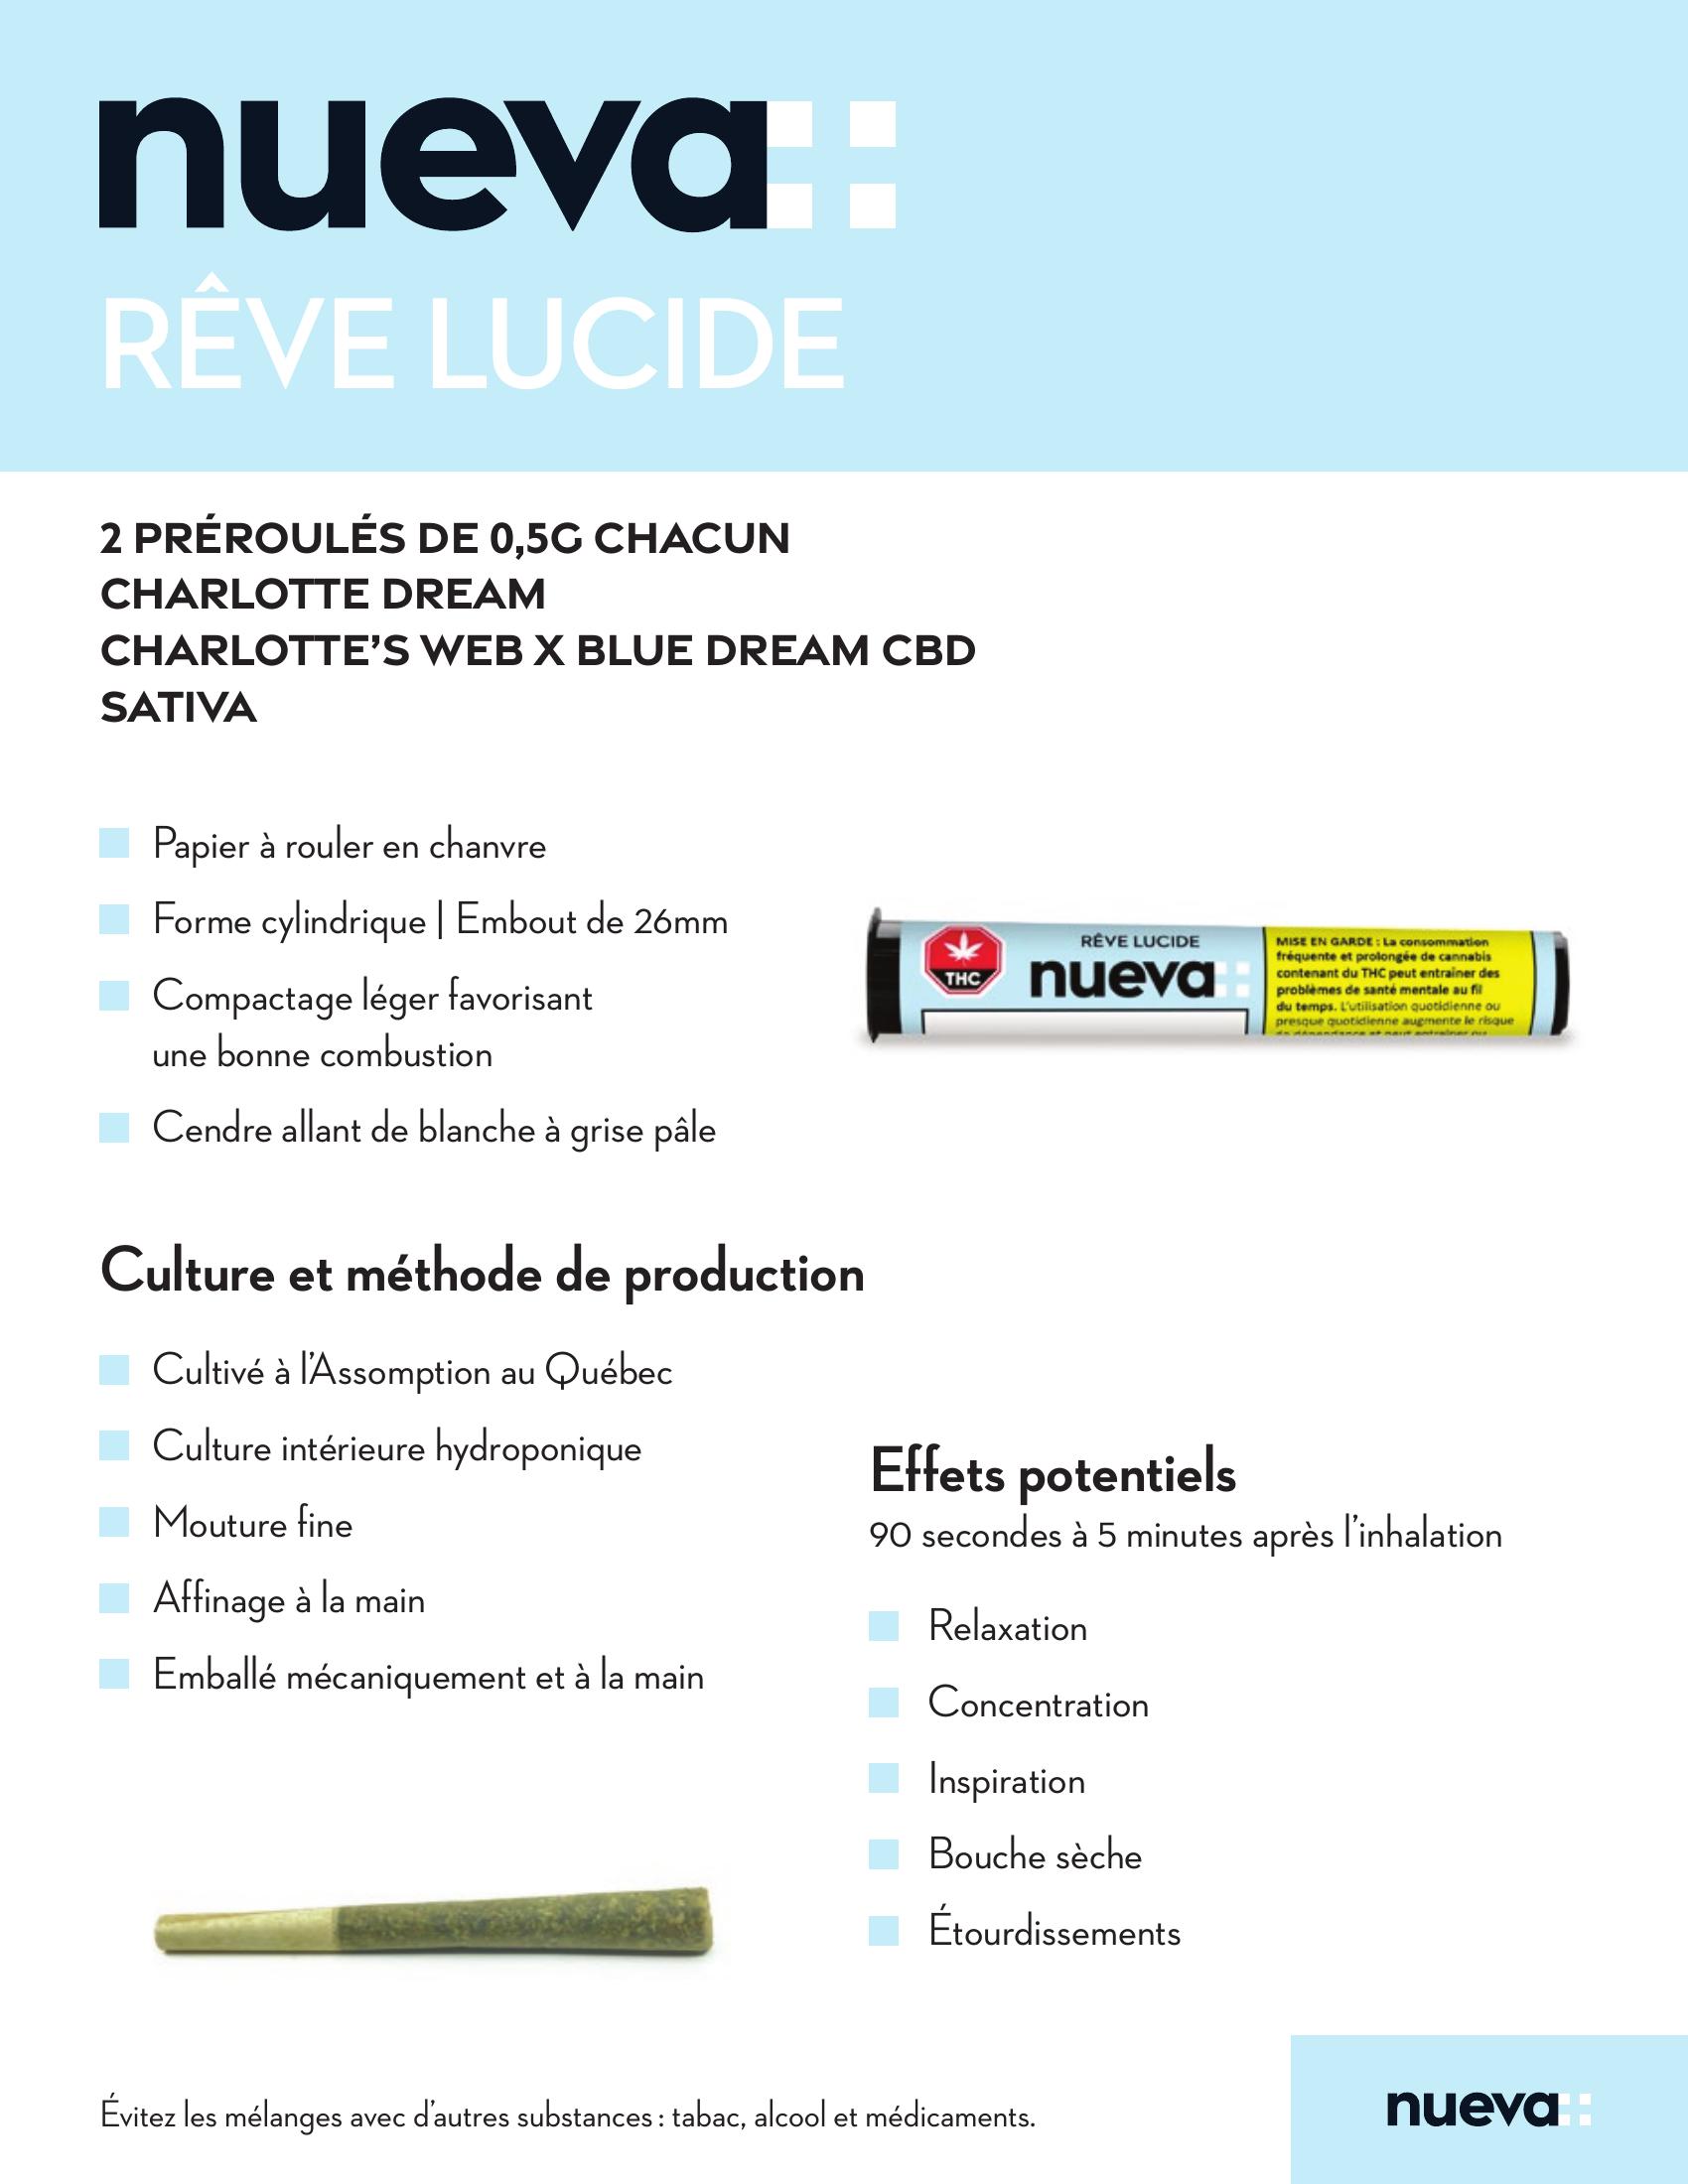 nueva
RÊVE LUCIDE
2 PRÉROULÉS DE 0,5G CHACUN
CHARLOTTE DREAM
CHARLOTTE’S WEB X BLUE DREAM CBD
SATIVA
Papier à rouler en chanvre
Forme cylindrique | Embout de 26mm
Compactage léger favorisant
une bonne combustion
Cendre allant de blanche à grise pâle
THC
RÊVE LUCIDE
nueva
MISE EN GARDE : La consommation
fréquente et prolongée de cannabis
contenant du THC peut entraîner des
problèmes de santé mentale au fil
du temps. L'utilisation quotidienne ou
presque quotidienne augmente le risque
Culture et méthode de production
Cultivé à l’Assomption au Québec
Culture intérieure hydroponique
Mouture fine
Affinage à la main
Emballé mécaniquement et à la main
Effets potentiels
90 secondes à 5 minutes après l’inhalation
Relaxation
Concentration
Inspiration
Bouche sèche
Étourdissements
Évitez les mélanges avec d’autres substances : tabac, alcool et médicaments.
nueva